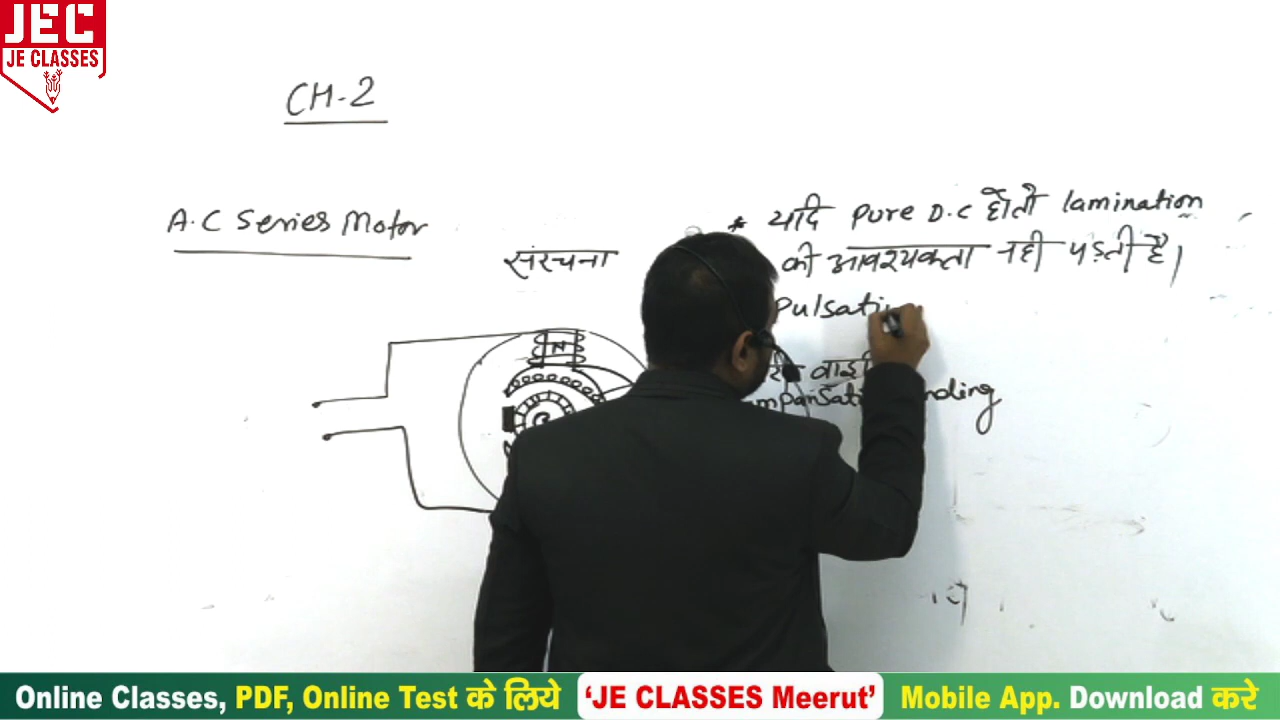 JEC
JE CLASSES
CH-2
A.C Series Motor
संरचना
* यदि Pure D.C हो तो lamination
की आवश्यकता नही पड़ती है।
Pulsati
N
Online Classes, PDF, Online Test के लिये 'JE CLASSES Meerut' Mobile App. Download करे